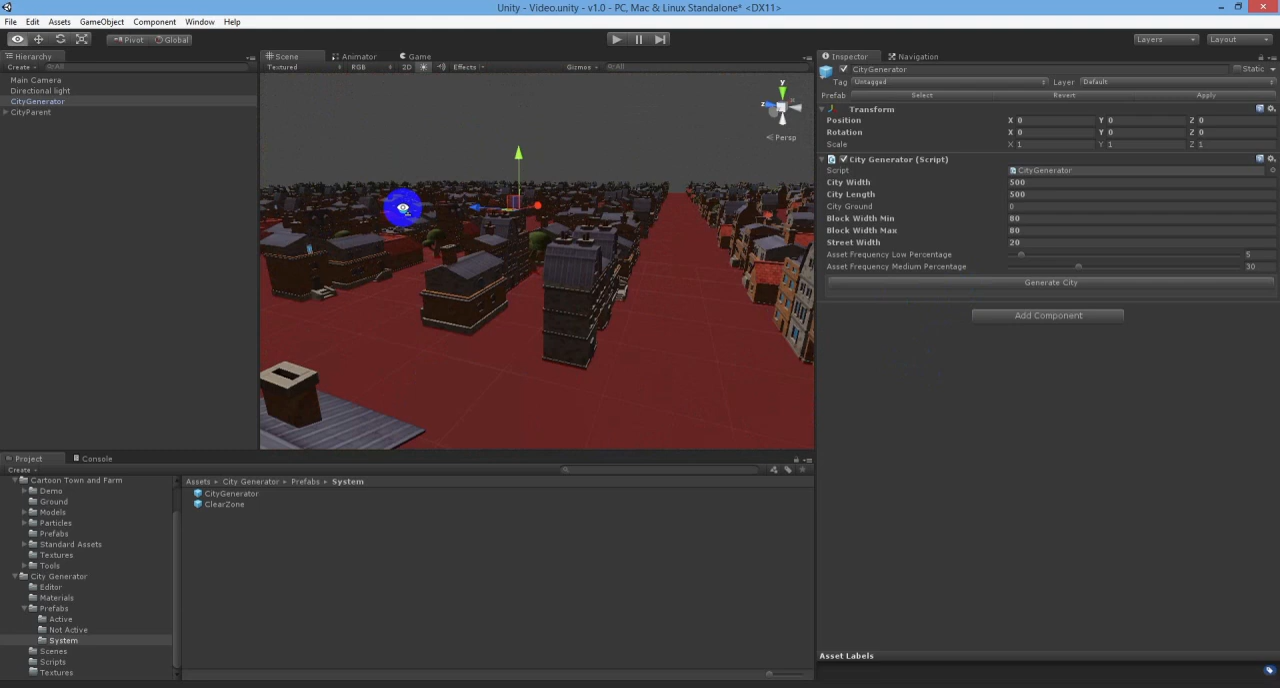 Unity - Video.unity - v1.0 - PC, Mac & Linux Standalone* <DX11>
File Edit Assets GameObject Component Window Help
Pivot Global Layers Layout
Hierarchy
Create All
Main Camera
Directional light
CityGenerator
CityParent
Scene Animator Game
Textured RGB 2D Effects Gizmos All
y
z
Persp
Inspector Navigation
CityGenerator Static
Tag Untagged Layer Default
Prefab Select Revert Apply
Transform
Position X 0 Y 0 Z 0
Rotation X 0 Y 0 Z 0
Scale X 1 Y 1 Z 1
City Generator (Script)
Script CityGenerator
City Width 500
City Length 500
City Ground 0
Block Width Min 80
Block Width Max 80
Street Width 20
Asset Frequency Low Percentage 5
Asset Frequency Medium Percentage 30
Generate City
Add Component
Project Console
Create
Cartoon Town and Farm
Demo
Ground
Models
Particles
Prefabs
Standard Assets
Textures
Tools
City Generator
Editor
Materials
Prefabs
Active
Not Active
System
Scenes
Scripts
Textures
Assets City Generator Prefabs System
CityGenerator
ClearZone
Asset Labels